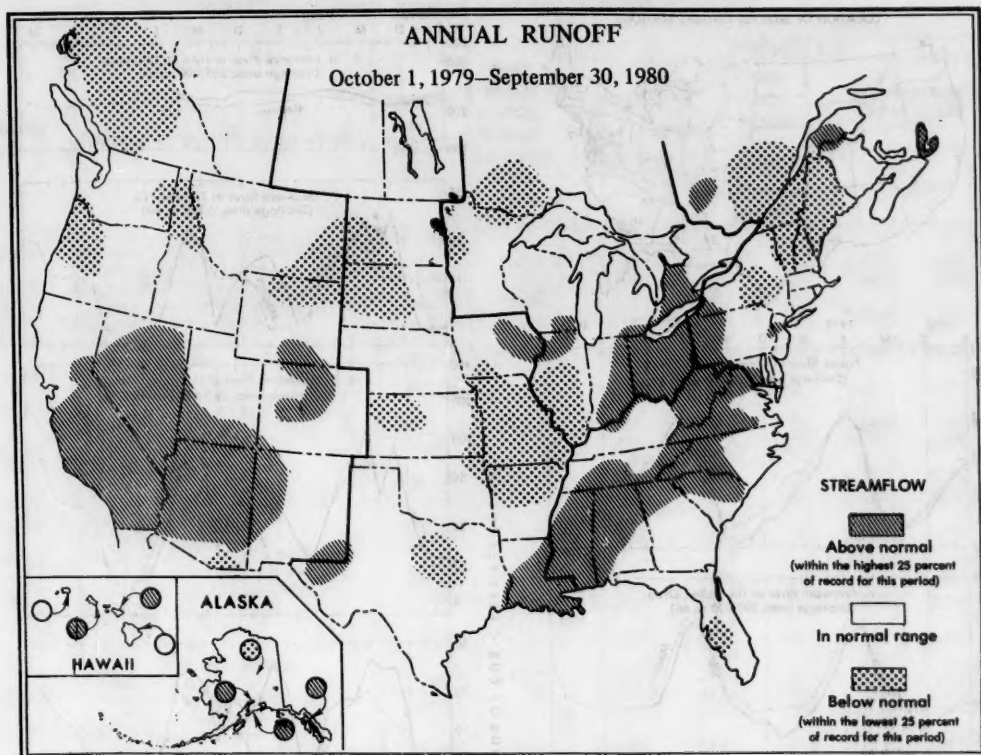 ANNUAL RUNOFF
October 1, 1979—September 30, 1980
STREAMFLOW
Above normal
(within the highest 25 percent
of record for this period)
In normal range
Below normal
(within the lowest 25 percent
of record for this period)
ALASKA
HAWAII